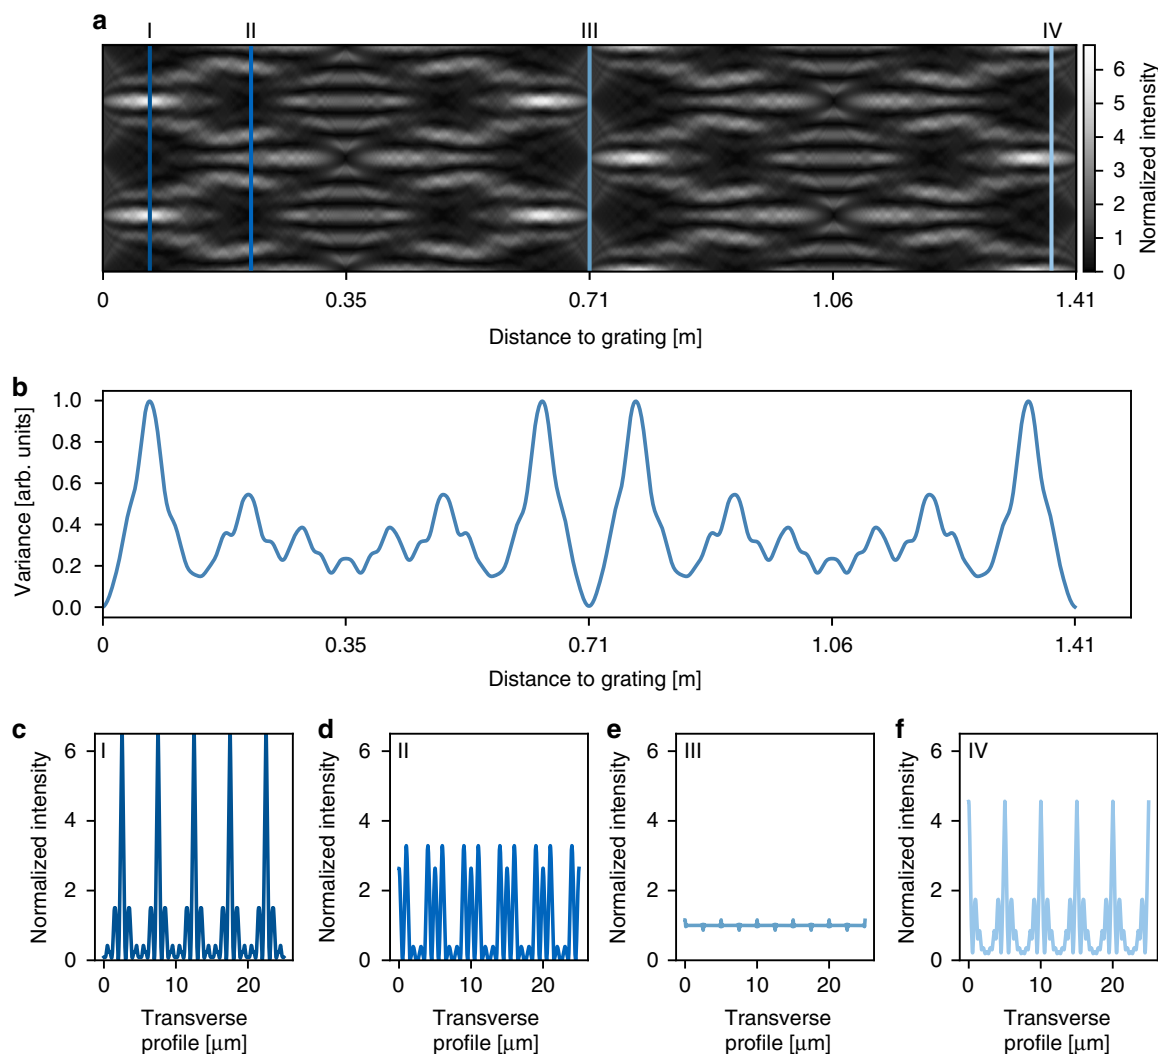 a
I II III IV
6
5
4
3
2
1
0
Normalized intensity
0 0.35 0.71 1.06 1.41
Distance to grating [m]
b
Variance [arb. units]
1.0
0.8
0.6
0.4
0.2
0.0
0 0.35 0.71 1.06 1.41
Distance to grating [m]
c
I
Normalized intensity
6
4
2
0
0 10 20
Transverse
profile [µm]
d
II
Normalized intensity
6
4
2
0
0 10 20
Transverse
profile [µm]
e
III
Normalized intensity
6
4
2
0
0 10 20
Transverse
profile [µm]
f
IV
Normalized intensity
6
4
2
0
0 10 20
Transverse
profile [µm]